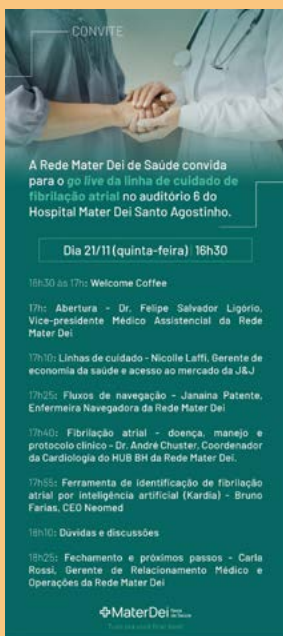 CONVITE
A Rede Mater Dei de Saúde convida
para o go live da linha de cuidado de
fibrilação atrial no auditório 6 do
Hospital Mater Dei Santo Agostinho.
Dia 21/11 (quinta-feira) | 16h30
16h30 às 17h: Welcome Coffee
17h: Abertura - Dr. Felipe Salvador Ligório,
Vice-presidente Médico Assistencial da Rede
Mater Dei
17h10: Linhas de cuidado - Nicolle Laffi, Gerente de
economia da saúde e acesso ao mercado da J&J
17h25: Fluxos de navegação - Janaína Patente,
Enfermeira Navegadora da Rede Mater Dei
17h40: Fibrilação atrial - doença, manejo e
protocolo clínico - Dr. André Chuster, Coordenador
da Cardiologia do HUB BH da Rede Mater Dei.
17h55: Ferramenta de identificação de fibrilação
atrial por inteligência artificial (Kardia) - Bruno
Farias, CEO Neomed
18h10: Dúvidas e discussões
18h25: Fechamento e próximos passos - Carla
Rossi, Gerente de Relacionamento Médico e
Operações da Rede Mater Dei
MaterDei Rede de Saúde